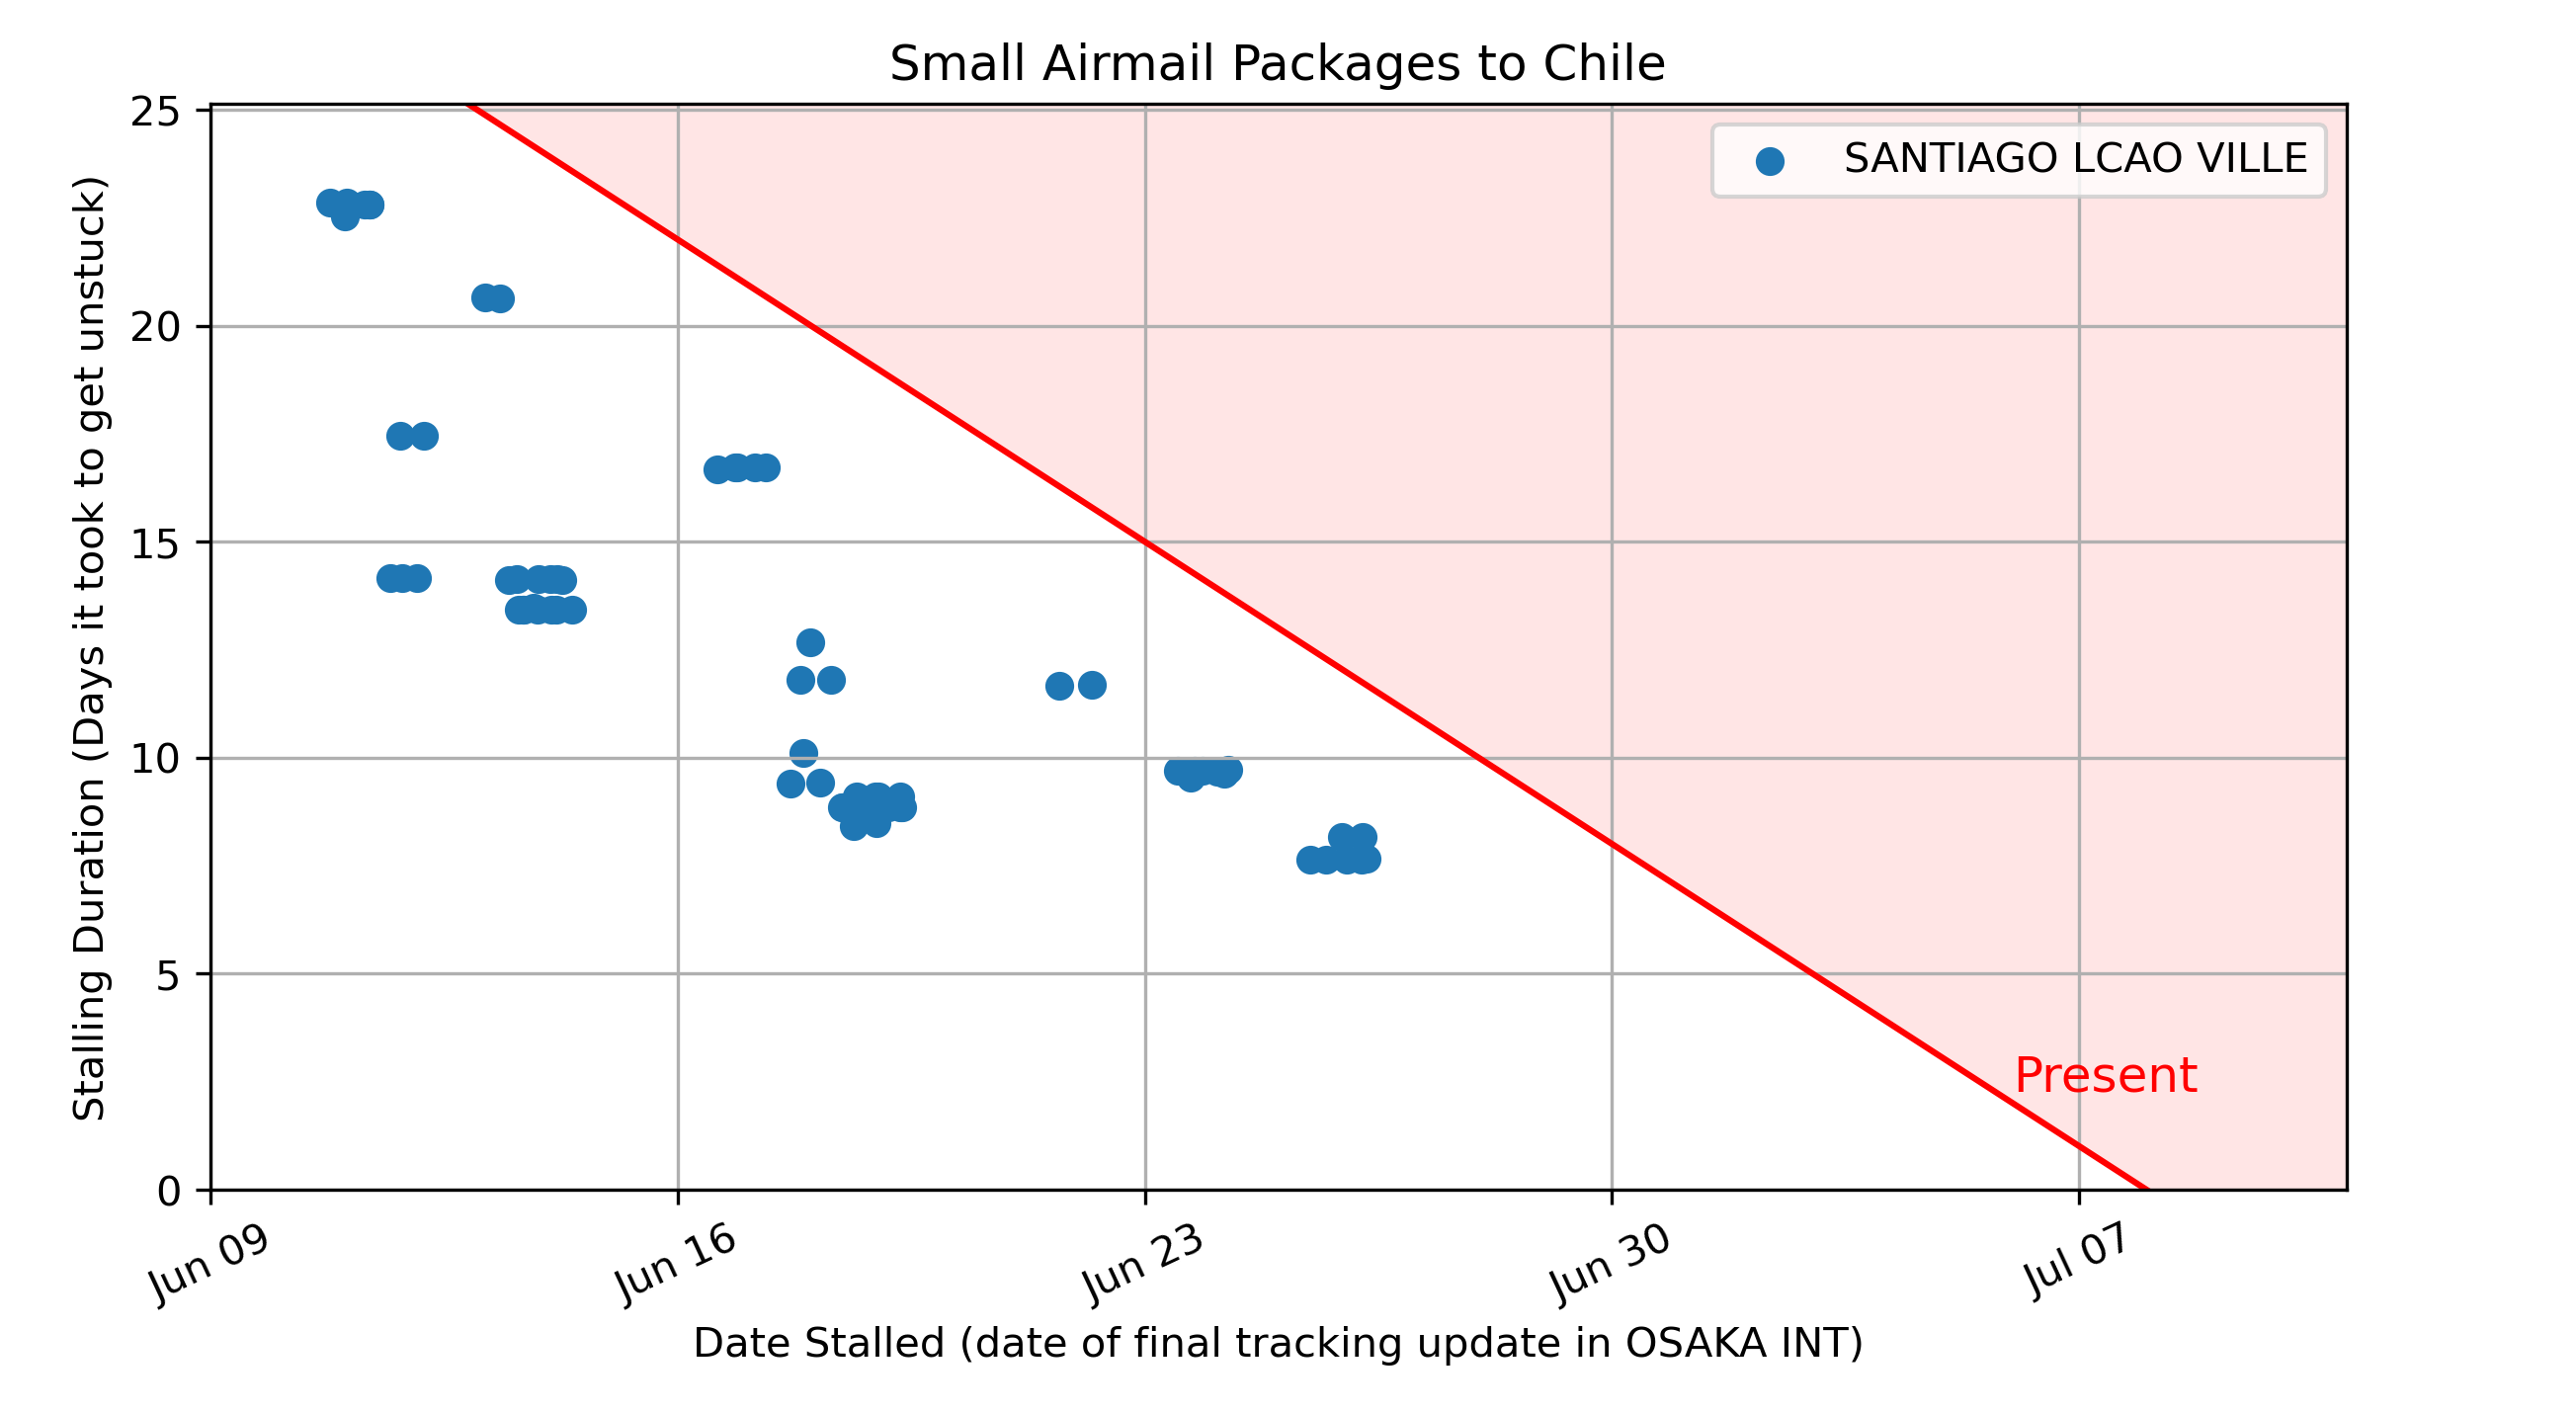 Small Airmail Packages to Chile
SANTIAGO LCAO VILLE
Stalling Duration (Days it took to get unstuck)
25
20
15
10
5
0
Present
Jun 09
Jun 16
Jun 23
Jun 30
Jul 07
Date Stalled (date of final tracking update in OSAKA INT)